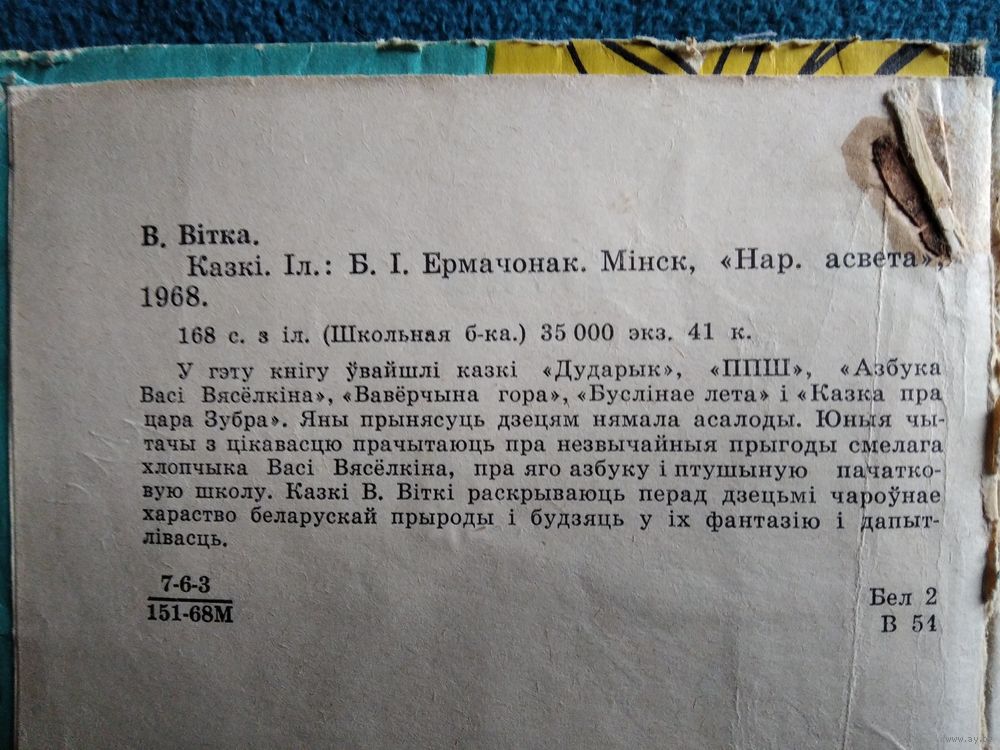 В. Вітка.
Казкі. Іл.: Б. І. Ермачонак. Мінск, «Нар. асвета»,
1968.
168 с. з іл. (Школьная б-ка.) 35 000 экз. 41 к.
У гэту кнігу ўвайшлі казкі «Дударык», «ППШ», «Азбука
Васі Вясёлкіна», «Вавёрчына гора», «Буслінае лета» і «Казка пра
цара Зубра». Яны прынясуць дзецям нямала асалоды. Юныя чы-
тачы з цікавасцю прачытаюць пра незвычайныя прыгоды смелага
хлопчыка Васі Вясёлкіна, пра яго азбуку і птушыную пачатко-
вую школу. Казкі В. Віткі раскрываюць перад дзецьмі чароўнае
хараство беларускай прыроды і будзяць у іх фантазію і дапыт-
лівасць.
7-6-3
151-68М
Бел 2
В 54
www.ay.by